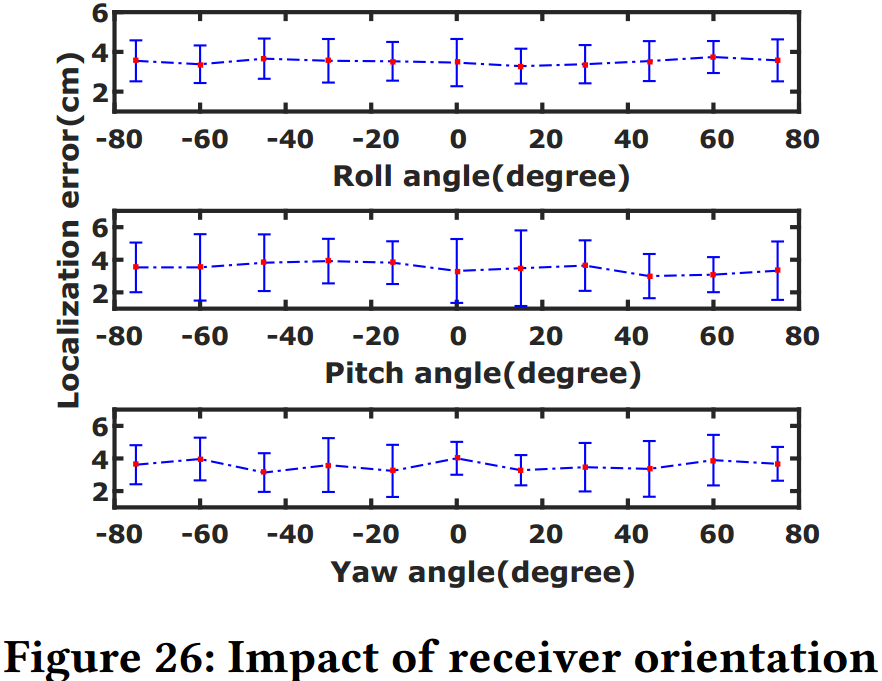 Localization error(cm)
6
4
2
-80 -60 -40 -20 0 20 40 60 80
Roll angle(degree)
6
4
2
-80 -60 -40 -20 0 20 40 60 80
Pitch angle(degree)
6
4
2
-80 -60 -40 -20 0 20 40 60 80
Yaw angle(degree)
Figure 26: Impact of receiver orientation